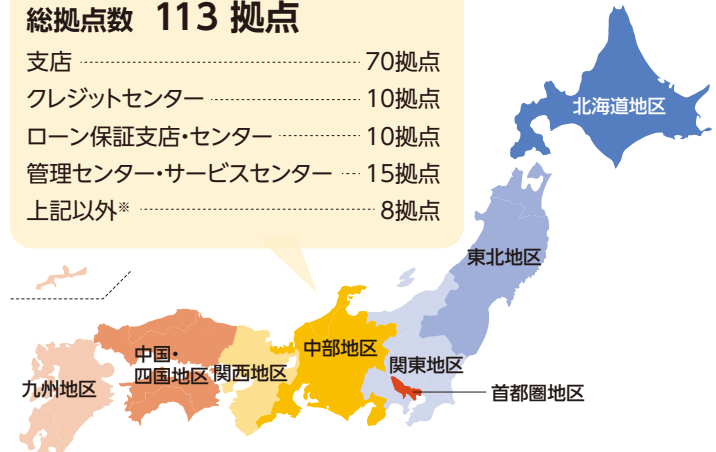 総拠点数 113 拠点
支店 70拠点
クレジットセンター 10拠点
ローン保証支店・センター 10拠点
管理センター・サービスセンター 15拠点
上記以外※ 8拠点
北海道地区
東北地区
中部地区
関東地区
中国・
四国地区
関西地区
九州地区
首都圏地区